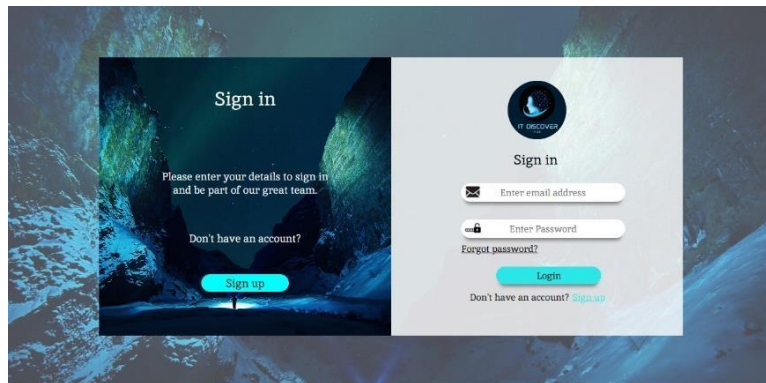 Sign in
Please enter your details to sign in
and be part of our great team.
Don't have an account?
Sign up
IT DISCOVER
Sign in
Enter email address
Enter Password
Forgot password?
Login
Don't have an account? Sign up